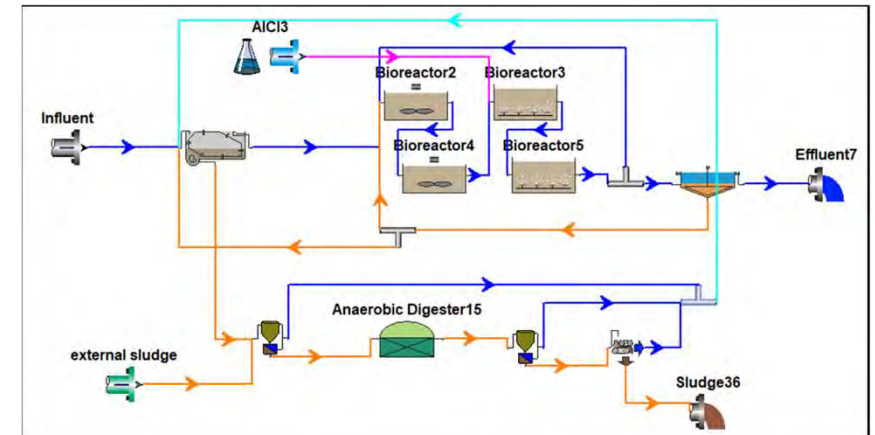 AlCl3
Bioreactor2
Bioreactor3
Influent
Bioreactor4
Bioreactor5
Effluent7
Anaerobic Digester15
external sludge
Sludge36